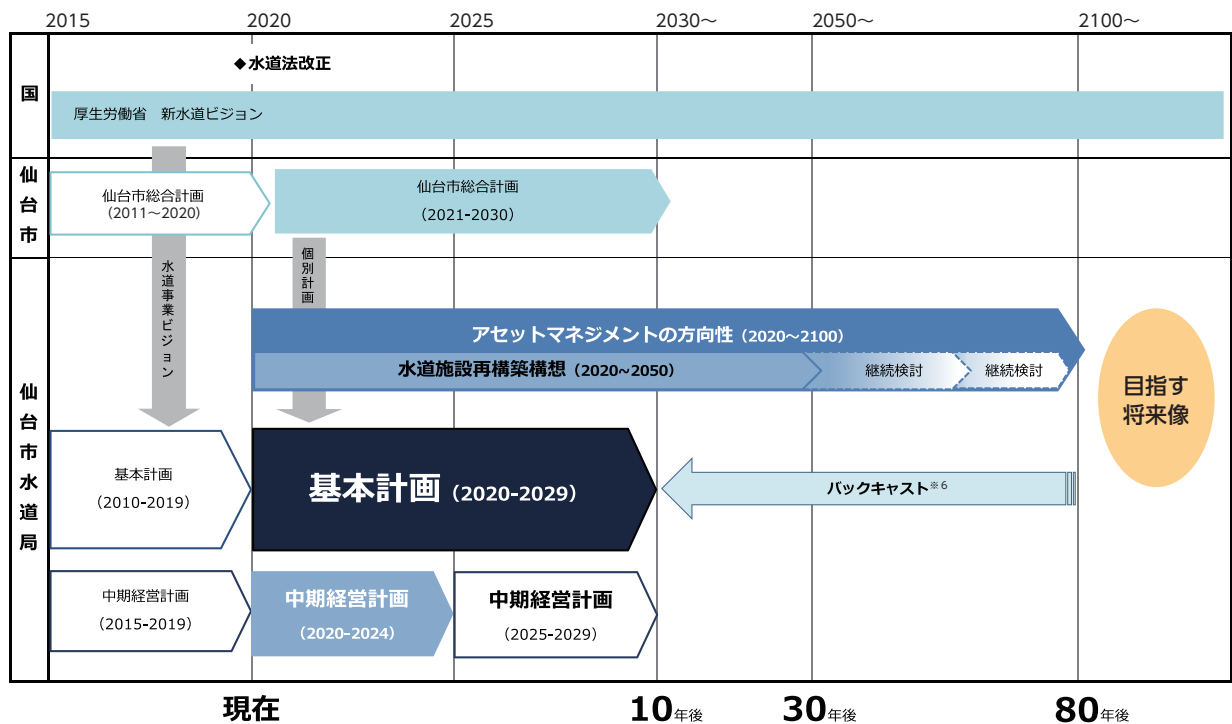 2015
2020
2025
2030～
2050～
2100～
国
◆水道法改正
厚生労働省　新水道ビジョン
仙台市
仙台市総合計画
（2011～2020）
仙台市総合計画
（2021-2030）
水道事業ビジョン
個別計画
仙台市水道局
アセットマネジメントの方向性（2020～2100）
水道施設再構築構想（2020~2050）
継続検討
継続検討
目指す
将来像
基本計画
（2010-2019）
基本計画（2020-2029）
バックキャスト※6
中期経営計画
（2015-2019）
中期経営計画
（2020-2024）
中期経営計画
（2025-2029）
現在
10年後
30年後
80年後